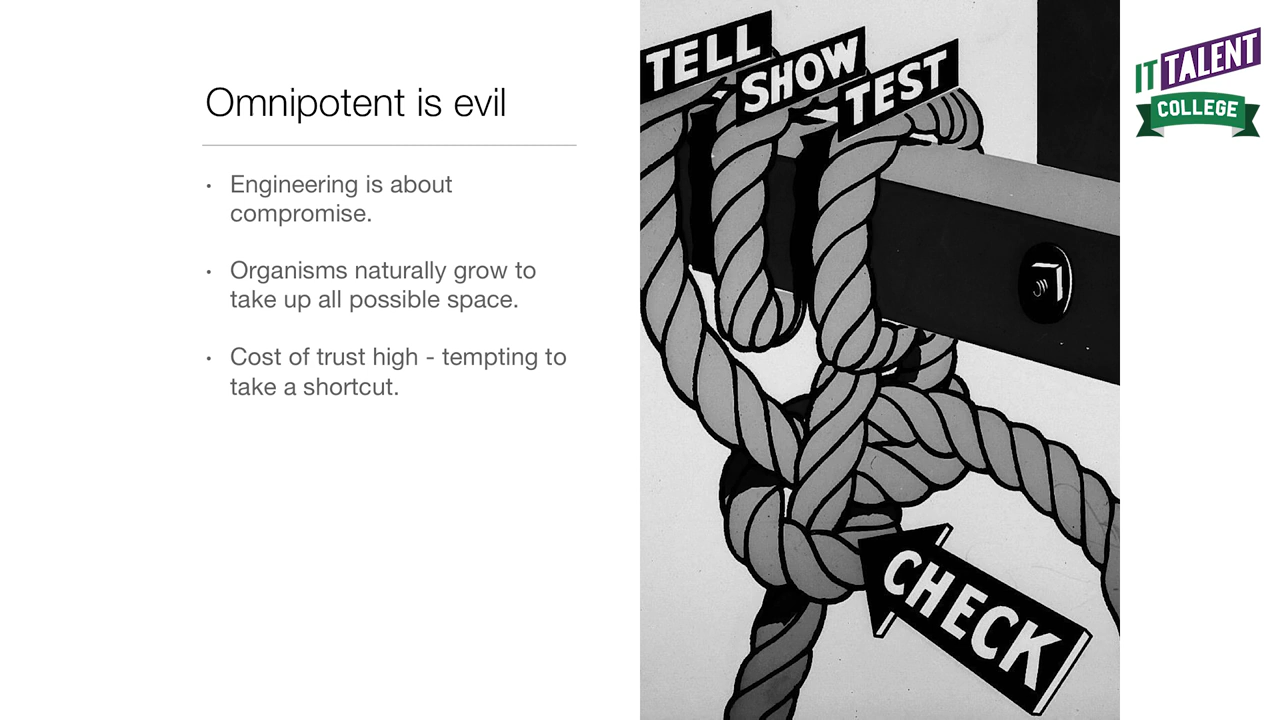 Omnipotent is evil
• Engineering is about
compromise.
• Organisms naturally grow to
take up all possible space.
• Cost of trust high - tempting to
take a shortcut.
TELL
SHOW
TEST
CHECK
IT TALENT
COLLEGE